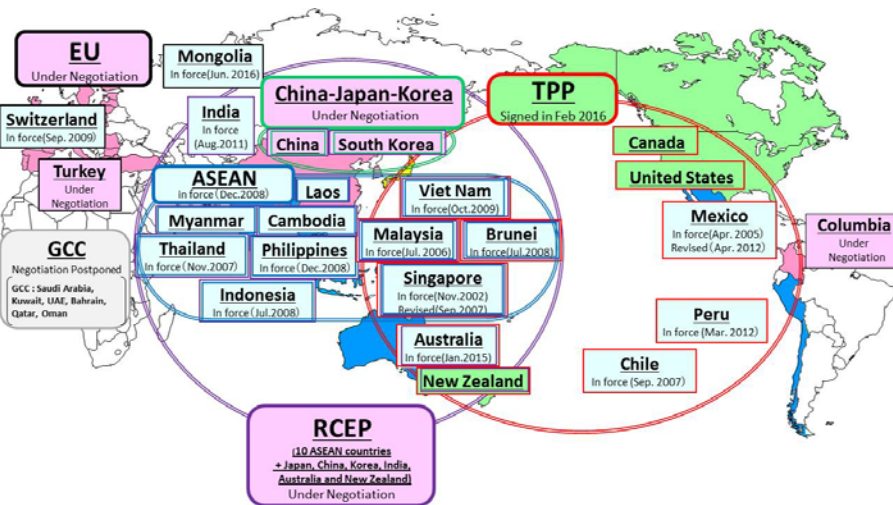 EU
Under Negotiation
Mongolia
In force(Jun. 2016)
Switzerland
In force(Sep. 2009)
India
In force
(Aug.2011)
China-Japan-Korea
Under Negotiation
China
South Korea
TPP
Signed in Feb 2016
Canada
United States
Turkey
Under
Negotiation
ASEAN
In force(Dec.2008)
Laos
Viet Nam
In force(Oct.2009)
Myanmar
Cambodia
Mexico
In force(Apr. 2005)
Revised(Apr. 2012)
Columbia
Under
Negotiation
GCC
Negotiation Postponed
GCC : Saudi Arabia,
Kuwait, UAE, Bahrain,
Qatar, Oman
Thailand
In force(Nov.2007)
Philippines
In force(Dec.2008)
Malaysia
In force(Jul. 2006)
Brunei
In force(Jul.2008)
Indonesia
In force(Jul.2008)
Singapore
In force(Nov.2002)
Revised(Sep.2007)
Peru
In force(Mar. 2012)
Australia
In force(Jan.2015)
Chile
In force(Sep. 2007)
New Zealand
RCEP
(10 ASEAN countries
+ Japan, China, Korea, India,
Australia and New Zealand)
Under Negotiation